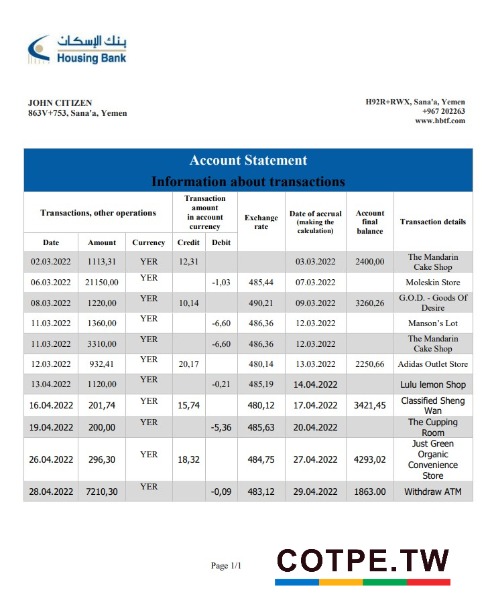 بنك الإسكان
Housing Bank
JOHN CITIZEN
863V+753, Sana'a, Yemen
H92R+RWX, Sana'a, Yemen
+967 202263
www.hbtf.com
Account Statement
Information about transactions
Transactions, other operations
Transaction
amount
in account
currency
Exchange
rate
Date of accrual
(making the
calculation)
Account
final
balance
Transaction details
Date Amount Currency Credit Debit
02.03.2022 1113,31 YER 12,31 03.03.2022 2400,00 The Mandarin
Cake Shop
06.03.2022 21150,00 YER -1,03 485,44 07.03.2022 Moleskin Store
08.03.2022 1220,00 YER 10,14 490,21 09.03.2022 3260,26 G.O.D. - Goods Of
Desire
11.03.2022 1360,00 YER -6,60 486,36 12.03.2022 Manson's Lot
11.03.2022 3310,00 YER -6,60 486,36 12.03.2022 The Mandarin
Cake Shop
12.03.2022 932,41 YER 20,17 480,14 13.03.2022 2250,66 Adidas Outlet Store
13.04.2022 1120,00 YER -0,21 485,19 14.04.2022 Lulu lemon Shop
16.04.2022 201,74 YER 15,74 480,12 17.04.2022 3421,45 Classified Sheng
Wan
19.04.2022 200,00 YER -5,36 485,63 20.04.2022 The Cupping
Room
26.04.2022 296,30 YER 18,32 484,75 27.04.2022 4293,02 Just Green
Organic
Convenience
Store
28.04.2022 7210,30 YER -0,09 483,12 29.04.2022 1863.00 Withdraw ATM
Page 1/1
COTPE.TW